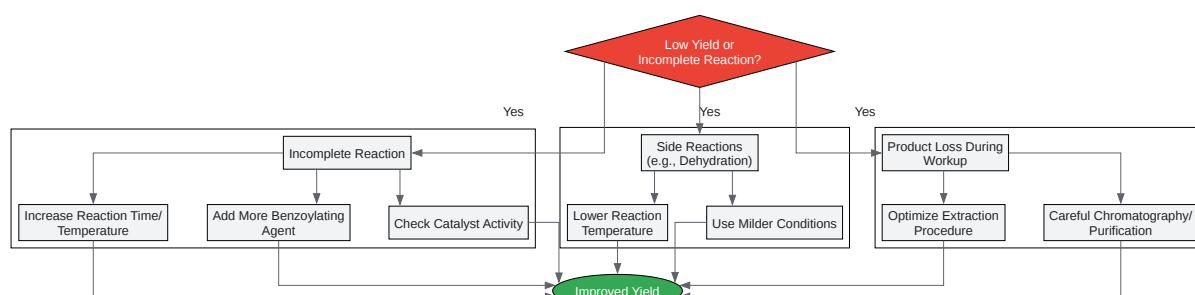 Low Yield or
Incomplete Reaction?
Yes
Yes
Yes
Incomplete Reaction
Side Reactions
(e.g., Dehydration)
Product Loss During
Workup
Increase Reaction Time/
Temperature
Add More Benzoylating
Agent
Check Catalyst Activity
Lower Reaction
Temperature
Use Milder Conditions
Optimize Extraction
Procedure
Careful Chromatography/
Purification
Improved Yield